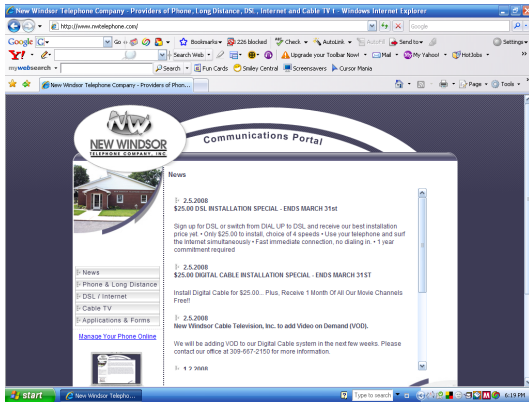 New Windsor Telephone Company - Providers of Phone, Long Distance, DSL, Internet and Cable TV ! - Windows Internet Explorer
http://www.nwtelephone.com/
Google
Google G Go Bookmarks 226 blocked Check AutoLink AutoFill Send to Settings
Y! Search Web Upgrade your Toolbar Now! Mail My Yahoo! HotJobs
mywebsearch Search Fun Cards Smiley Central Screensavers Cursor Mania
New Windsor Telephone Company - Providers of Phon... Page Tools
NW
NEW WINDSOR
TELEPHONE COMPANY, INC
Communications Portal
News
2.5.2008
$25.00 DSL INSTALLATION SPECIAL - ENDS MARCH 31st
Sign up for DSL or switch from DIAL UP to DSL and receive our best installation
price yet. • Only $25.00 to install, choice of 4 speeds • Use your telephone and surf
the Internet simultaneously • Fast immediate connection, no dialing in. • 1 year
commitment required
2.5.2008
$25.00 DIGITAL CABLE INSTALLATION SPECIAL - ENDS MARCH 31ST
Install Digital Cable for $25.00... Plus, Receive 1 Month Of All Our Movie Channels
Free!!
2.5.2008
New Windsor Cable Television, Inc. to add Video on Demand (VOD).
We will be adding VOD to our Digital Cable system in the next few weeks. Please
contact our office at 309-667-2150 for more information.
1.2.2008
News
Phone & Long Distance
DSL / Internet
Cable TV
Applications & Forms
Manage Your Phone Online
start New Windsor Telepho... Type to search 6:19 PM